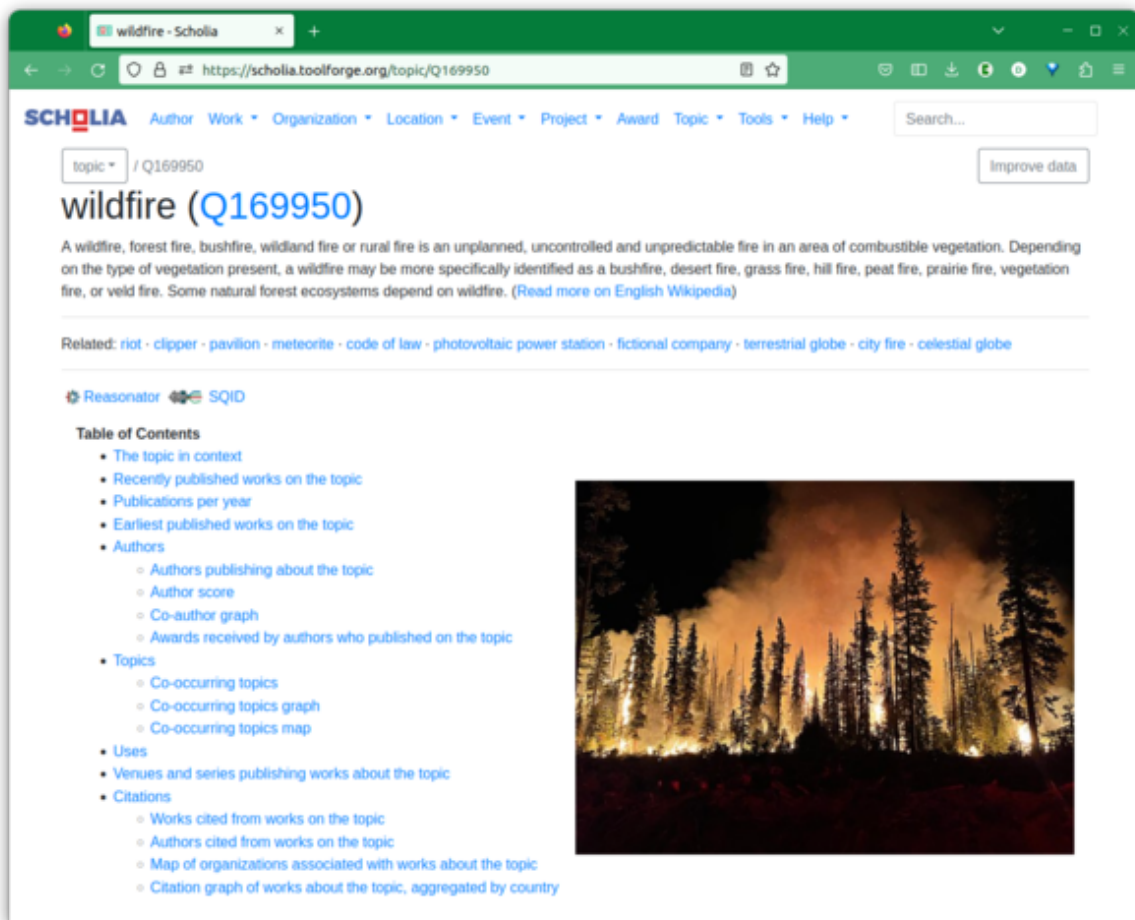 wildfire - Scholia
https://scholia.toolforge.org/topic/Q169950
SCHOLIA Author Work Organization Location Event Project Award Topic Tools Help Search...
topic / Q169950 Improve data
wildfire (Q169950)
A wildfire, forest fire, bushfire, wildland fire or rural fire is an unplanned, uncontrolled and unpredictable fire in an area of combustible vegetation. Depending
on the type of vegetation present, a wildfire may be more specifically identified as a bushfire, desert fire, grass fire, hill fire, peat fire, prairie fire, vegetation
fire, or veld fire. Some natural forest ecosystems depend on wildfire. (Read more on English Wikipedia)
Related: riot · clipper · pavilion · meteorite · code of law · photovoltaic power station · fictional company · terrestrial globe · city fire · celestial globe
Reasonator SQID
Table of Contents
The topic in context
Recently published works on the topic
Publications per year
Earliest published works on the topic
Authors
Authors publishing about the topic
Author score
Co-author graph
Awards received by authors who published on the topic
Topics
Co-occurring topics
Co-occurring topics graph
Co-occurring topics map
Uses
Venues and series publishing works about the topic
Citations
Works cited from works on the topic
Authors cited from works on the topic
Map of organizations associated with works about the topic
Citation graph of works about the topic, aggregated by country